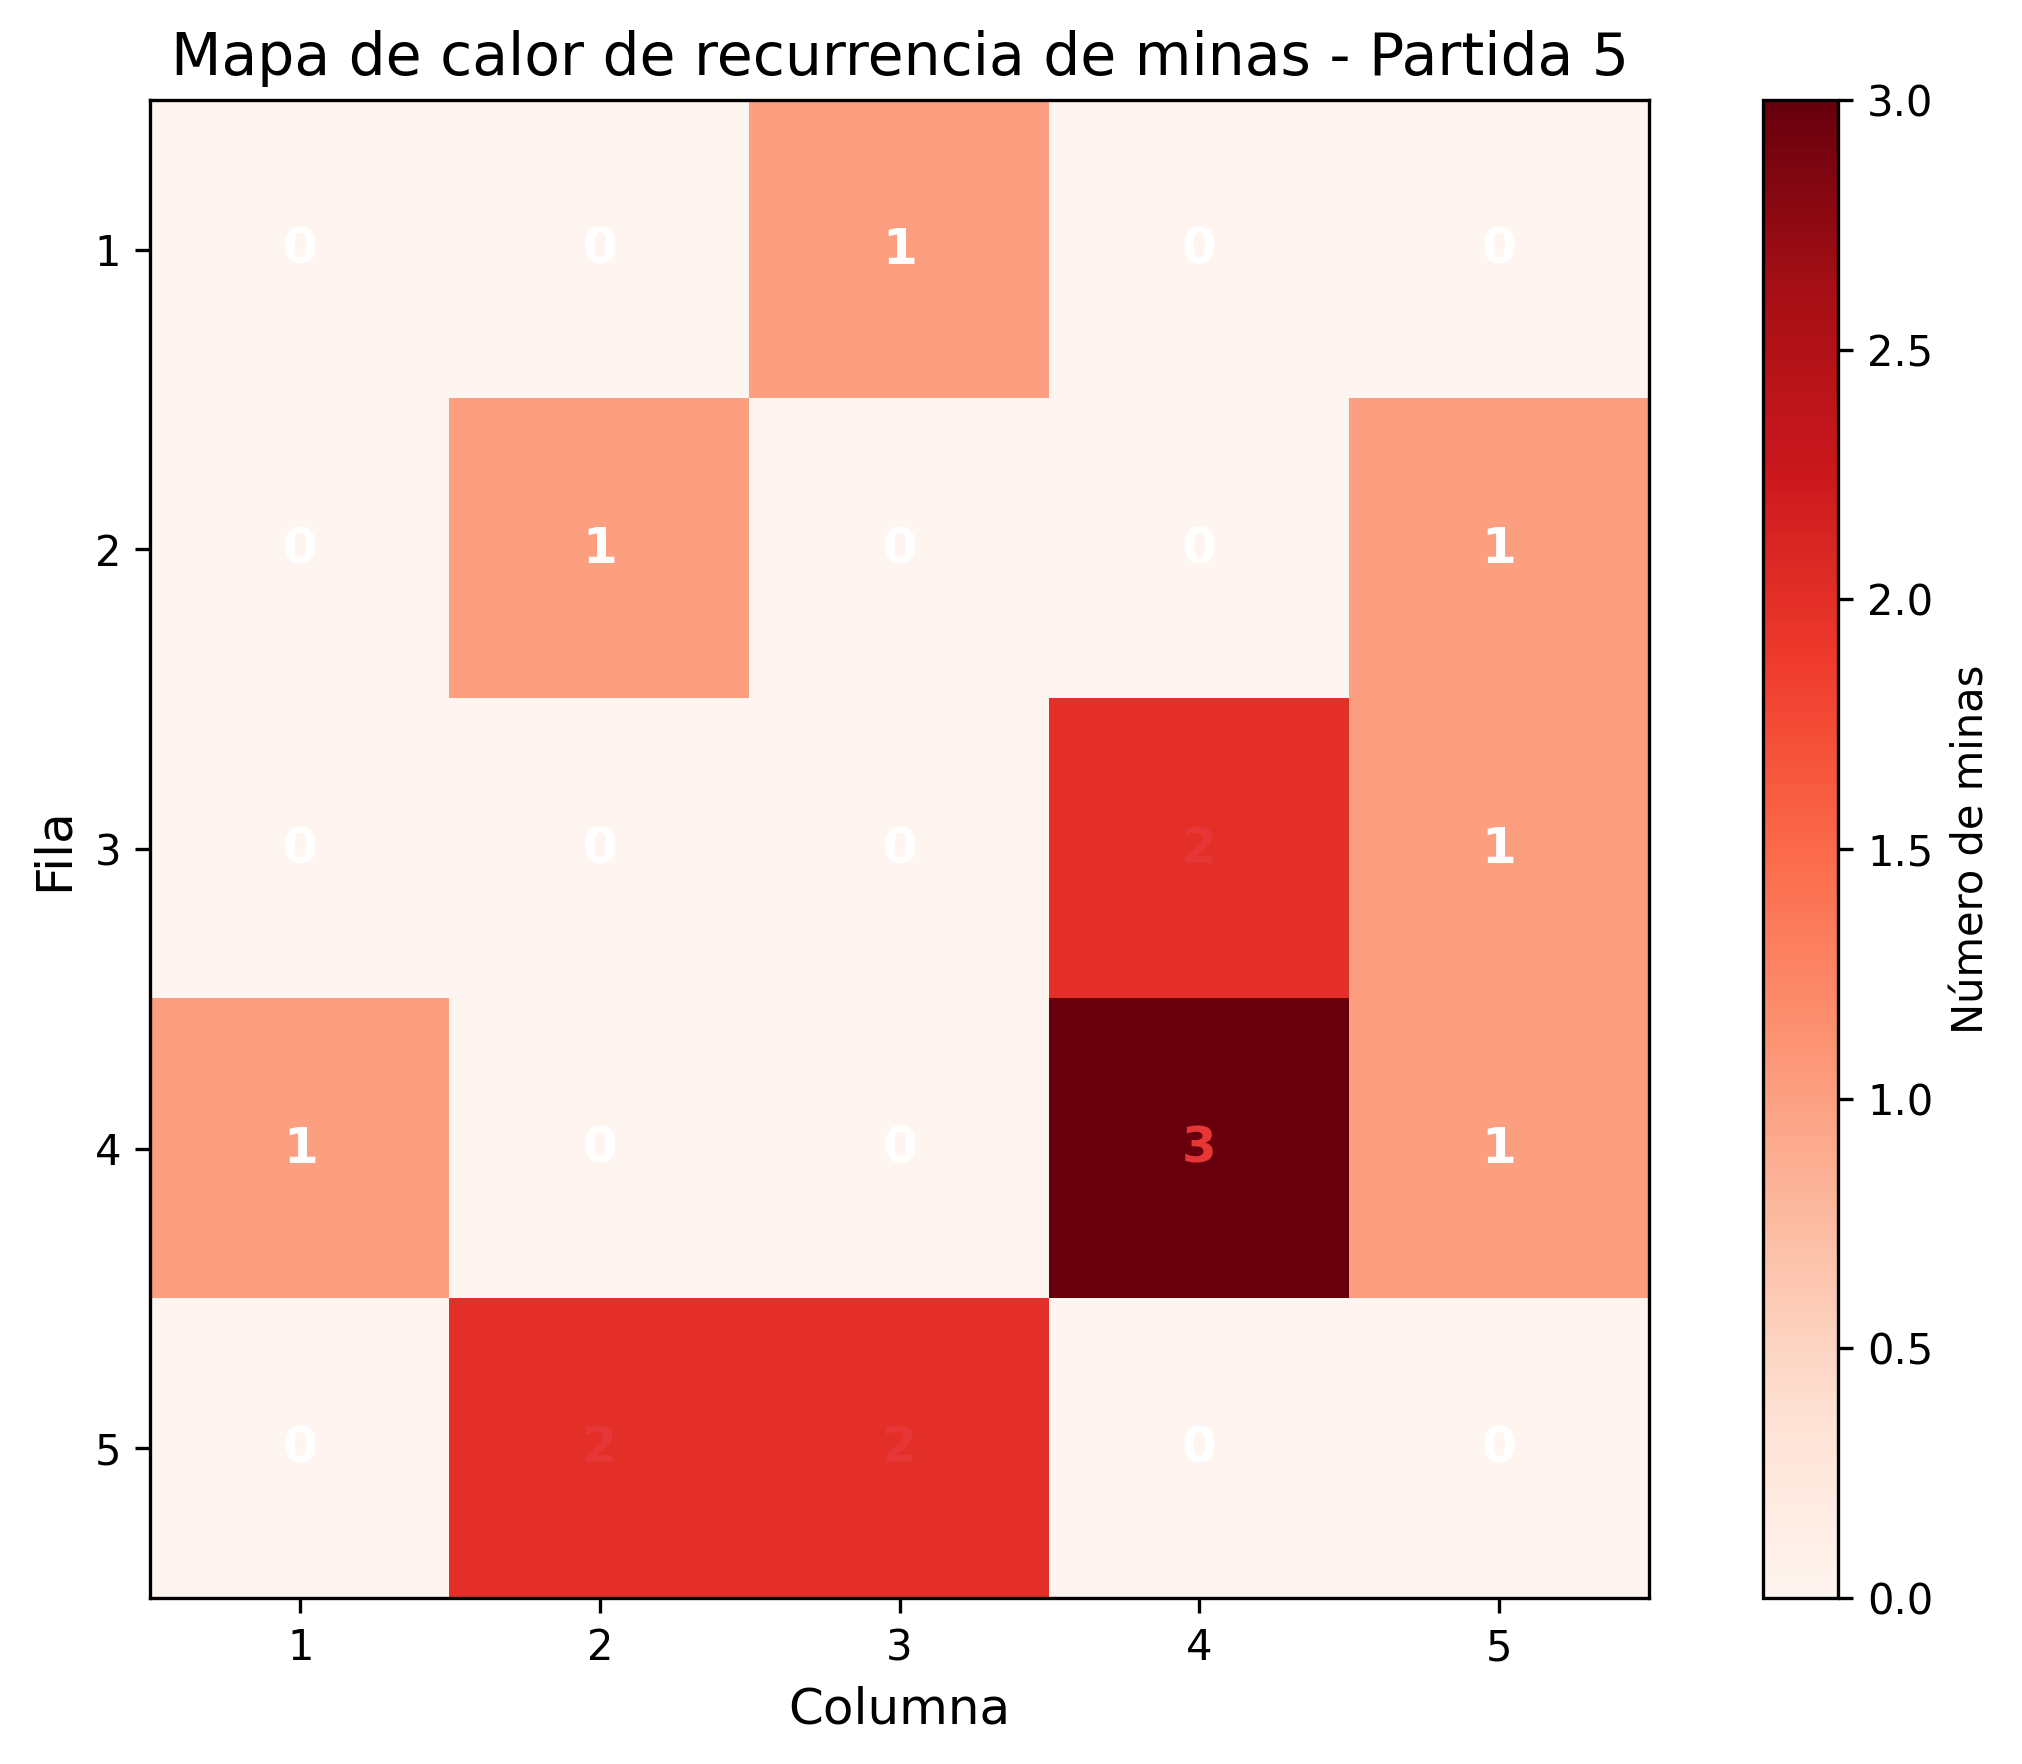 Mapa de calor de recurrencia de minas - Partida 5
1 0 0 1 0 0
2 0 1 0 0 1
Fila
3 0 0 0 2 1
4 1 0 0 3 1
5 0 2 2 0 0
1 2 3 4 5
Columna
3.0
2.5
2.0
1.5
1.0
0.5
0.0
Número de minas